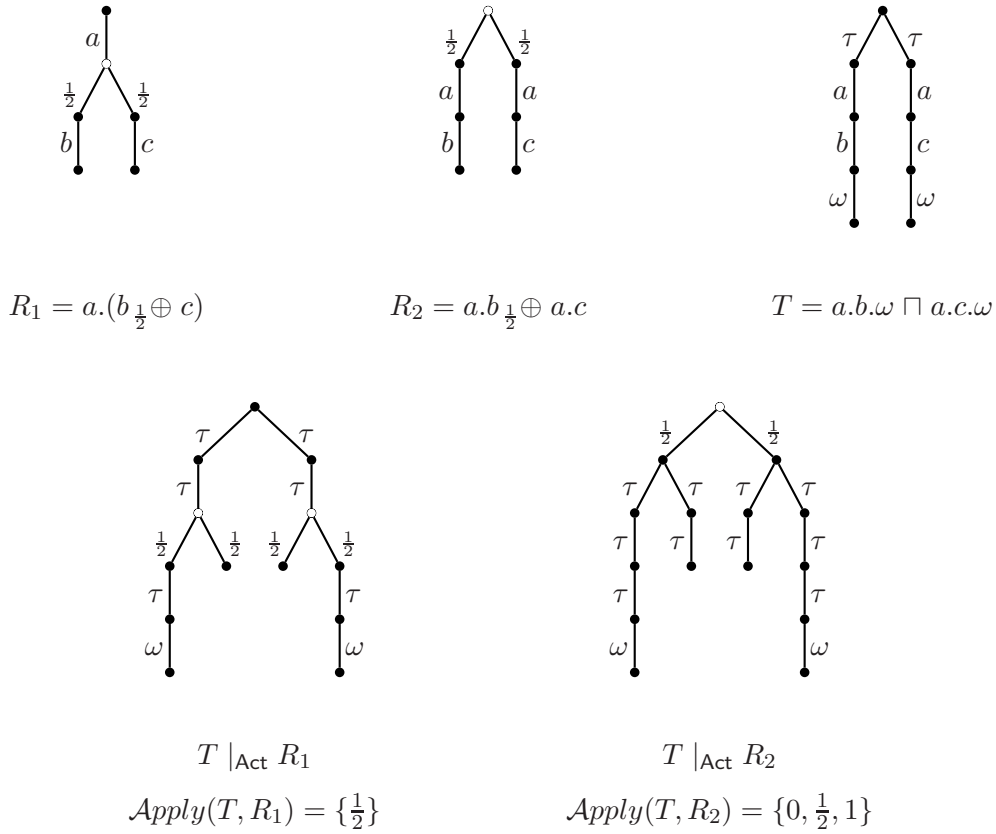 a
1/2 1/2
b c
R₁ = a.(b ½⊕ c)
1/2 1/2
a a
b c
R₂ = a.b ½⊕ a.c
τ τ
a a
b c
ω ω
T = a.b.ω ⊓ a.c.ω
τ τ
τ τ
1/2 1/2 1/2 1/2
τ τ
ω ω
T |Act R₁
Apply(T, R₁) = {½}
1/2 1/2
τ τ τ τ
τ τ τ τ
τ τ
ω ω
T |Act R₂
Apply(T, R₂) = {0, ½, 1}